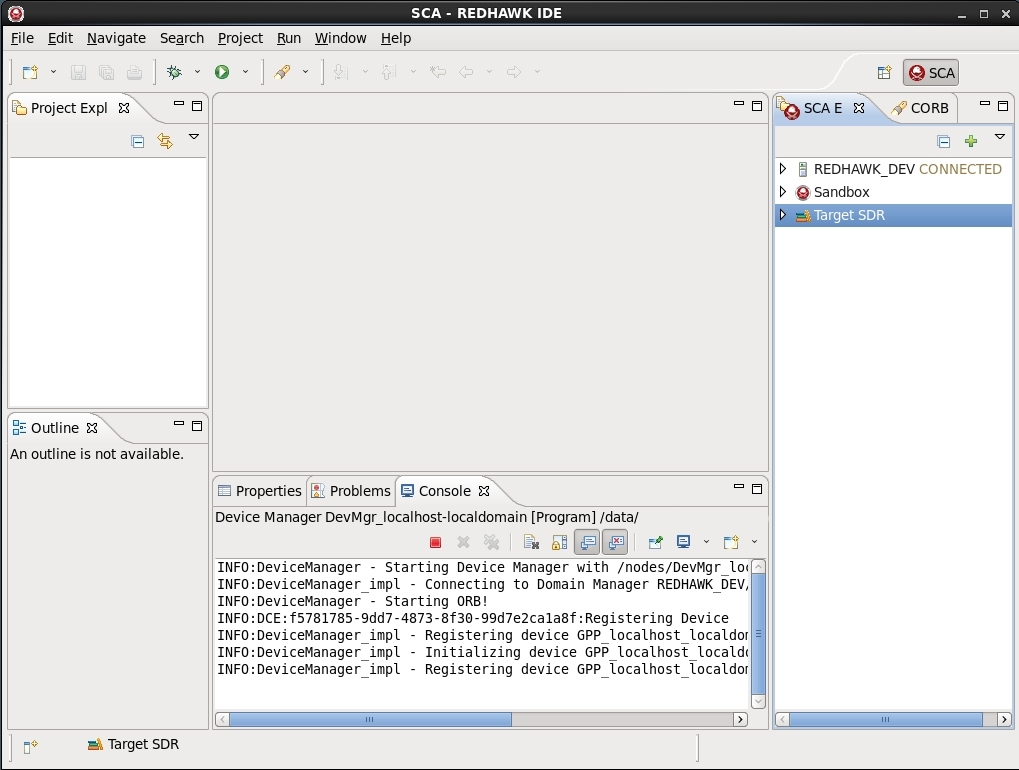 SCA - REDHAWK IDE
File Edit Navigate Search Project Run Window Help
SCA
Project Expl
SCA E
CORB
REDHAWK_DEV CONNECTED
Sandbox
Target SDR
Outline
An outline is not available.
Properties
Problems
Console
Device Manager DevMgr_localhost-localdomain [Program] /data/
INFO:DeviceManager - Starting Device Manager with /nodes/DevMgr_loc
INFO:DeviceManager_impl - Connecting to Domain Manager REDHAWK_DEV/
INFO:DeviceManager - Starting ORB!
INFO:DCE:f5781785-9dd7-4873-8f30-99d7e2ca1a8f:Registering Device
INFO:DeviceManager_impl - Registering device GPP_localhost_localdom
INFO:DeviceManager_impl - Initializing device GPP_localhost_localdo
INFO:DeviceManager_impl - Registering device GPP_localhost_localdom
Target SDR